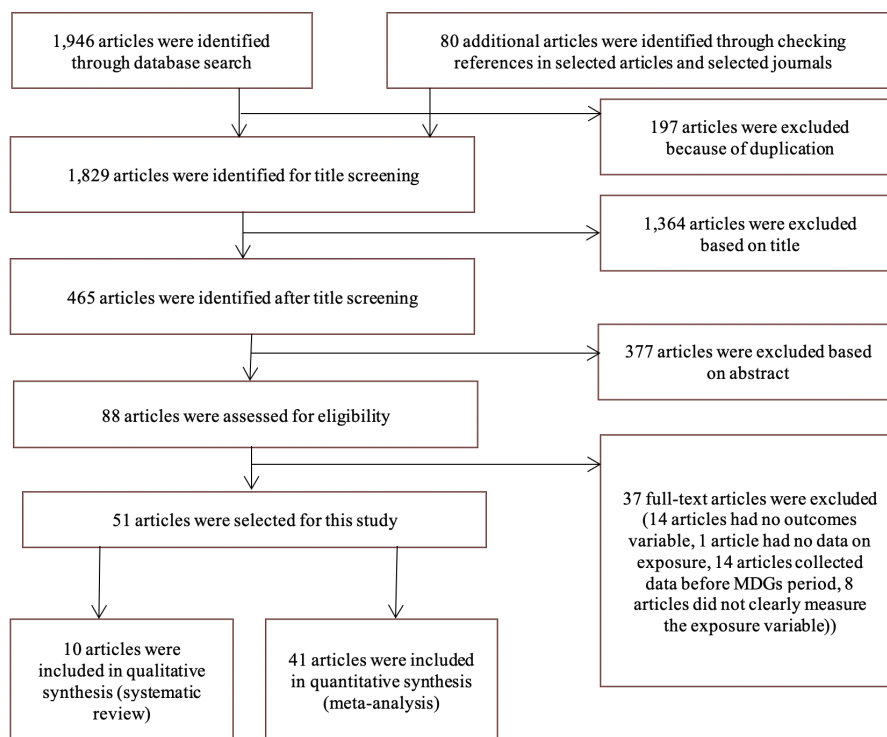 1,946 articles were identified
through database search
80 additional articles were identified through checking
references in selected articles and selected journals
197 articles were excluded
because of duplication
1,829 articles were identified for title screening
1,364 articles were excluded
based on title
465 articles were identified after title screening
377 articles were excluded based
on abstract
88 articles were assessed for eligibility
37 full-text articles were excluded
(14 articles had no outcomes
variable, 1 article had no data on
exposure, 14 articles collected
data before MDGs period, 8
articles did not clearly measure
the exposure variable))
51 articles were selected for this study
10 articles were
included in qualitative
synthesis (systematic
review)
41 articles were included
in quantitative synthesis
(meta-analysis)